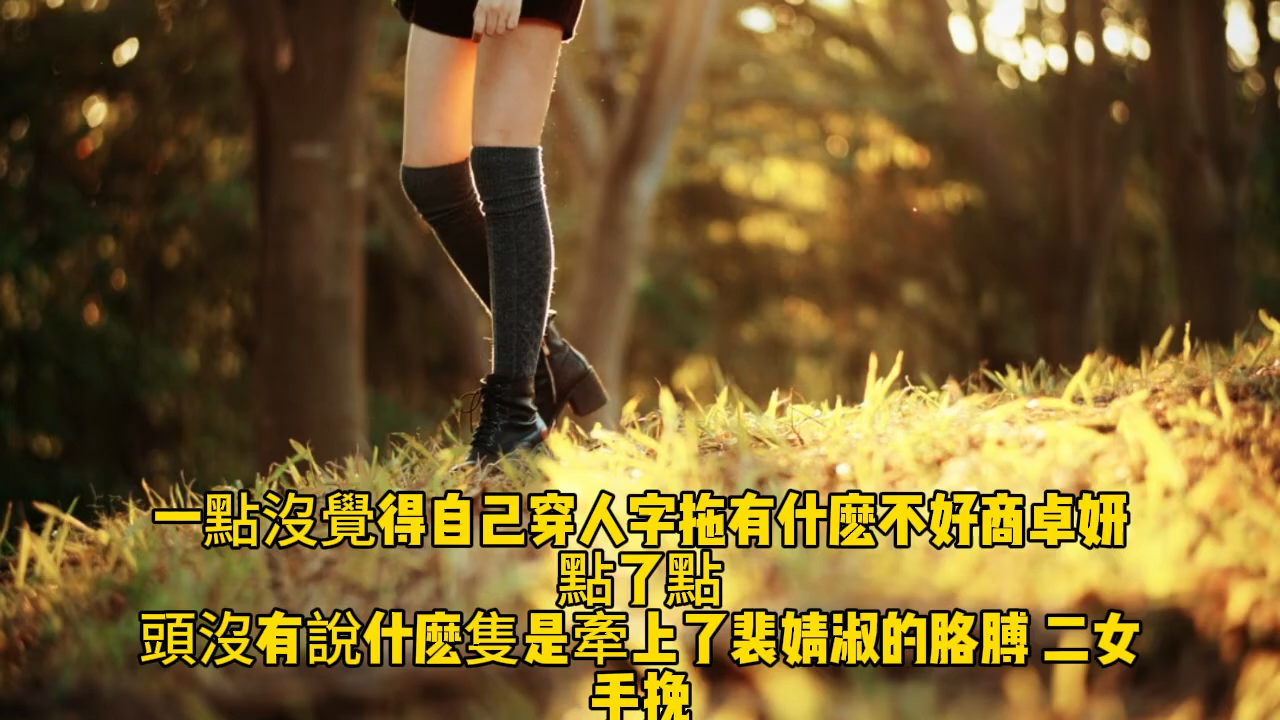 一點沒覺得自己穿人字拖有什麽不好商卓妍
點了點
頭沒有說什麽隻是牽上了裴婧淑的胳膊 二女
手挽